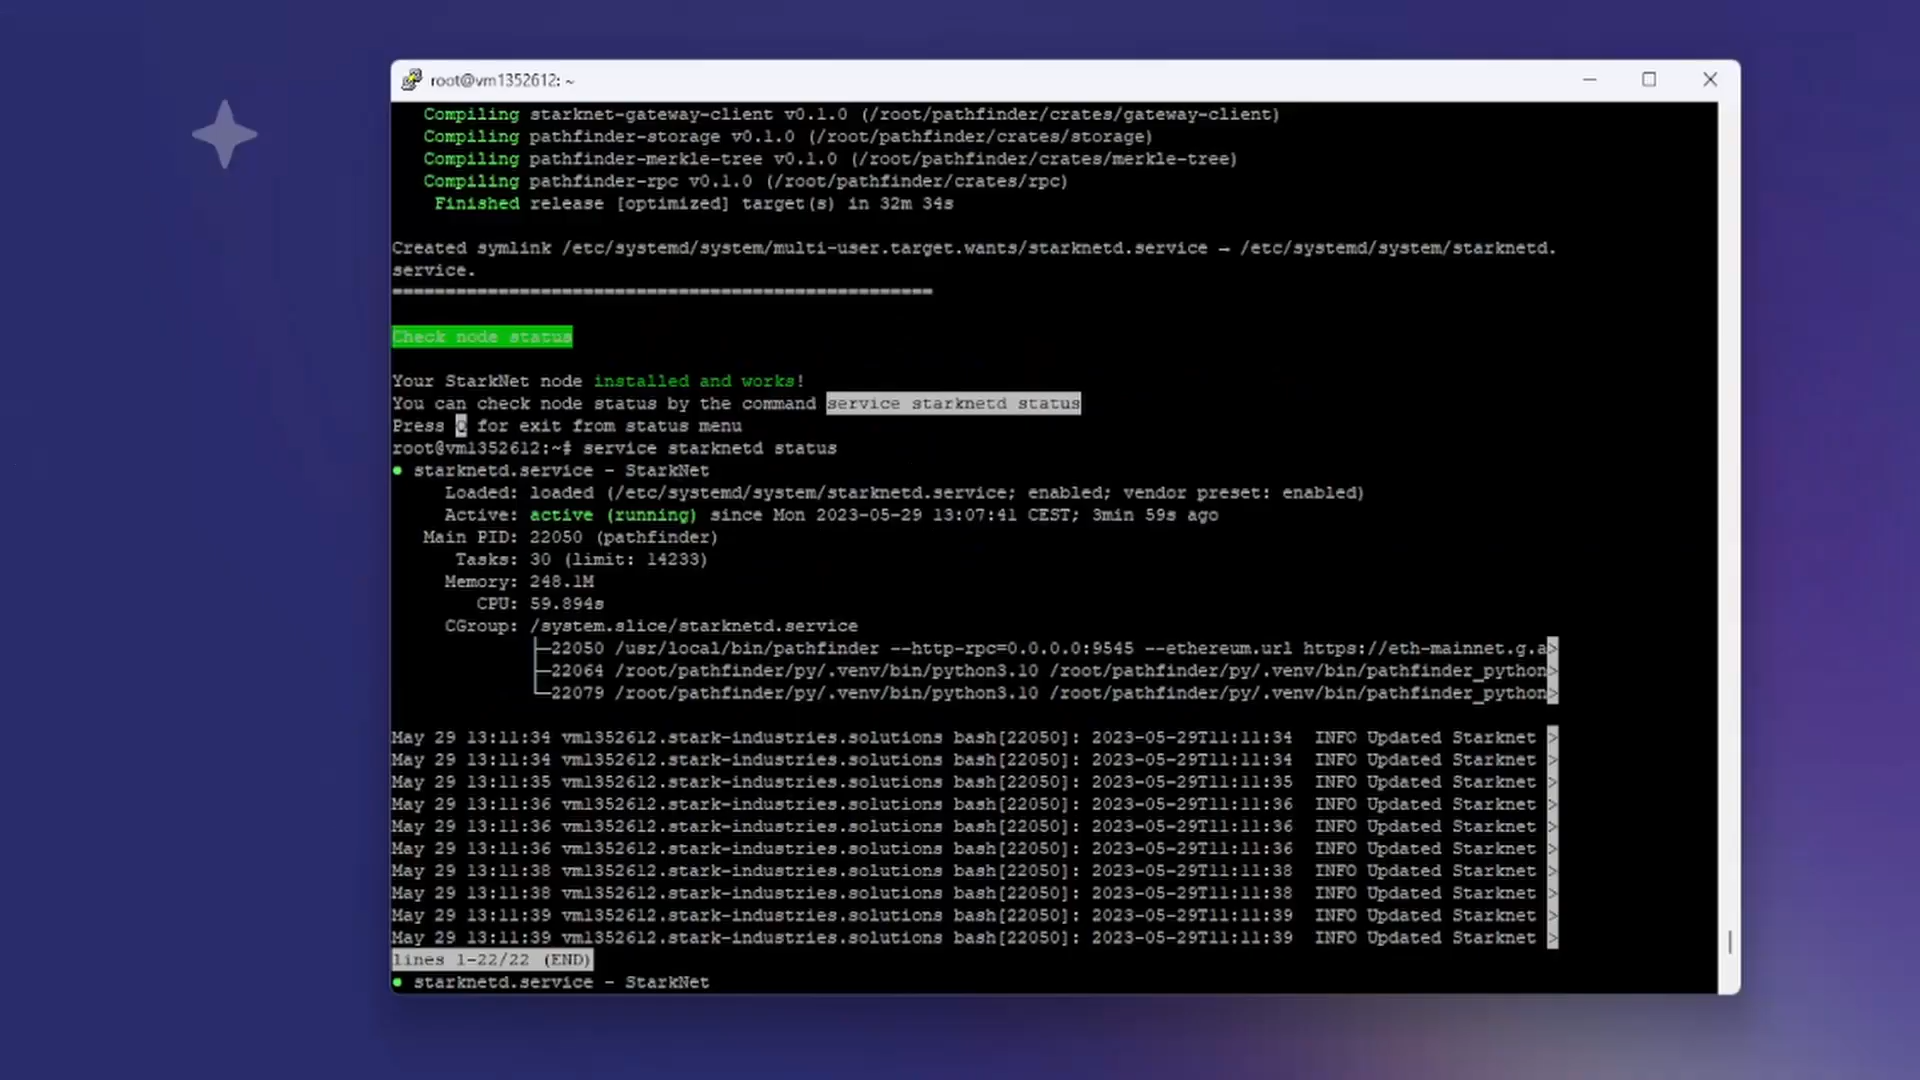 root@vm1352612: ~
Compiling starknet-gateway-client v0.1.0 (/root/pathfinder/crates/gateway-client)
Compiling pathfinder-storage v0.1.0 (/root/pathfinder/crates/storage)
Compiling pathfinder-merkle-tree v0.1.0 (/root/pathfinder/crates/merkle-tree)
Compiling pathfinder-rpc v0.1.0 (/root/pathfinder/crates/rpc)
Finished release [optimized] target(s) in 32m 34s
Created symlink /etc/systemd/system/multi-user.target.wants/starknetd.service → /etc/systemd/system/starknetd.
service.
===================================================
Check node status
Your StarkNet node installed and works!
You can check node status by the command service starknetd status
Press Q for exit from status menu
root@vm1352612:~# service starknetd status
● starknetd.service - StarkNet
Loaded: loaded (/etc/systemd/system/starknetd.service; enabled; vendor preset: enabled)
Active: active (running) since Mon 2023-05-29 13:07:41 CEST; 3min 59s ago
Main PID: 22050 (pathfinder)
Tasks: 30 (limit: 14233)
Memory: 248.1M
CPU: 59.894s
CGroup: /system.slice/starknetd.service
├─22050 /usr/local/bin/pathfinder --http-rpc=0.0.0.0:9545 --ethereum.url https://eth-mainnet.g.a>
├─22064 /root/pathfinder/py/.venv/bin/python3.10 /root/pathfinder/py/.venv/bin/pathfinder_python>
└─22079 /root/pathfinder/py/.venv/bin/python3.10 /root/pathfinder/py/.venv/bin/pathfinder_python>
May 29 13:11:34 vm1352612.stark-industries.solutions bash[22050]: 2023-05-29T11:11:34  INFO Updated Starknet >
May 29 13:11:34 vm1352612.stark-industries.solutions bash[22050]: 2023-05-29T11:11:34  INFO Updated Starknet >
May 29 13:11:35 vm1352612.stark-industries.solutions bash[22050]: 2023-05-29T11:11:35  INFO Updated Starknet >
May 29 13:11:36 vm1352612.stark-industries.solutions bash[22050]: 2023-05-29T11:11:36  INFO Updated Starknet >
May 29 13:11:36 vm1352612.stark-industries.solutions bash[22050]: 2023-05-29T11:11:36  INFO Updated Starknet >
May 29 13:11:36 vm1352612.stark-industries.solutions bash[22050]: 2023-05-29T11:11:36  INFO Updated Starknet >
May 29 13:11:38 vm1352612.stark-industries.solutions bash[22050]: 2023-05-29T11:11:38  INFO Updated Starknet >
May 29 13:11:38 vm1352612.stark-industries.solutions bash[22050]: 2023-05-29T11:11:38  INFO Updated Starknet >
May 29 13:11:39 vm1352612.stark-industries.solutions bash[22050]: 2023-05-29T11:11:39  INFO Updated Starknet >
May 29 13:11:39 vm1352612.stark-industries.solutions bash[22050]: 2023-05-29T11:11:39  INFO Updated Starknet >
lines 1-22/22 (END)
● starknetd.service - StarkNet